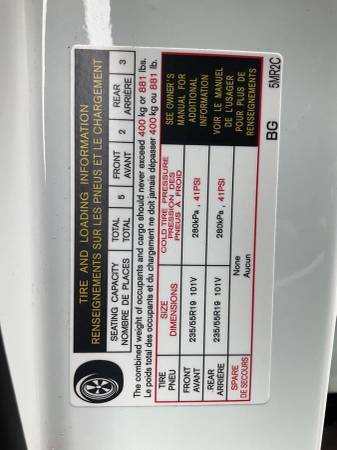 TIRE AND LOADING INFORMATION
RENSEIGNEMENTS SUR LES PNEUS ET LE CHARGEMENT
SEATING CAPACITY TOTAL 5 FRONT 2 REAR 3
NOMBRE DE PLACES TOTAL AVANT ARRIÈRE
The combined weight of occupants and cargo should never exceed 400 kg or 881 lbs.
Le poids total des occupants et du chargement ne doit jamais dépasser 400 kg ou 881 lb.
TIRE SIZE COLD TIRE PRESSURE
PNEU DIMENSIONS PRESSION DES
PNEUS À FROID
FRONT 235/55R19 101V 280kPa , 41PSI
AVANT
REAR 235/55R19 101V 280kPa , 41PSI
ARRIÈRE
SPARE None
DE SECOURS Aucun
SEE OWNER'S
MANUAL FOR
ADDITIONAL
INFORMATION
VOIR LE MANUEL
DE L'USAGER
POUR PLUS DE
RENSEIGNEMENTS
BG 5MR2C